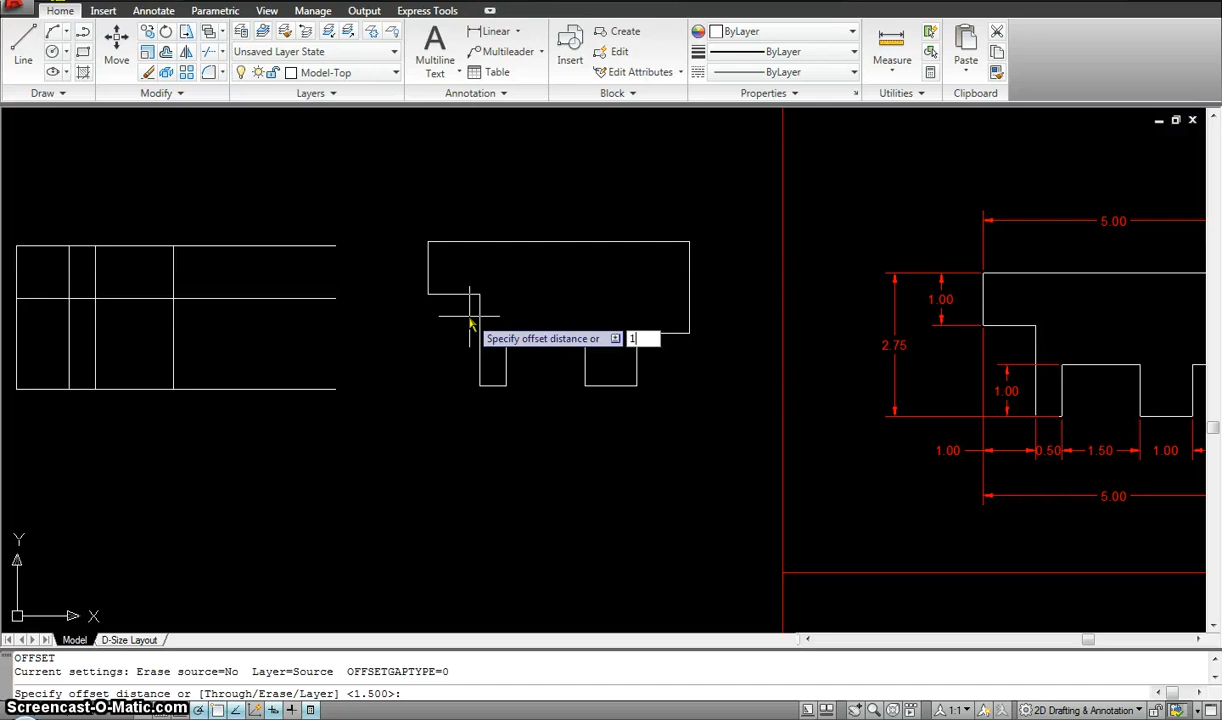 Home Insert Annotate Parametric View Manage Output Express Tools
Line
Move
Unsaved Layer State
Model-Top
Multiline
Text
Linear
Multileader
Table
Insert
Create
Edit
Edit Attributes
ByLayer
ByLayer
ByLayer
Measure
Paste
Draw Modify Layers Annotation Block Properties Utilities Clipboard
5.00
1.00
2.75
1.00
1.00 0.50 1.50 1.00
5.00
Specify offset distance or 1
Y
X
Model D-Size Layout
OFFSET
Current settings: Erase source=No Layer=Source OFFSETGAPTYPE=0
Specify offset distance or [Through/Erase/Layer] <1.500>:
Screencast-O-Matic.com
1:1
2D Drafting & Annotation